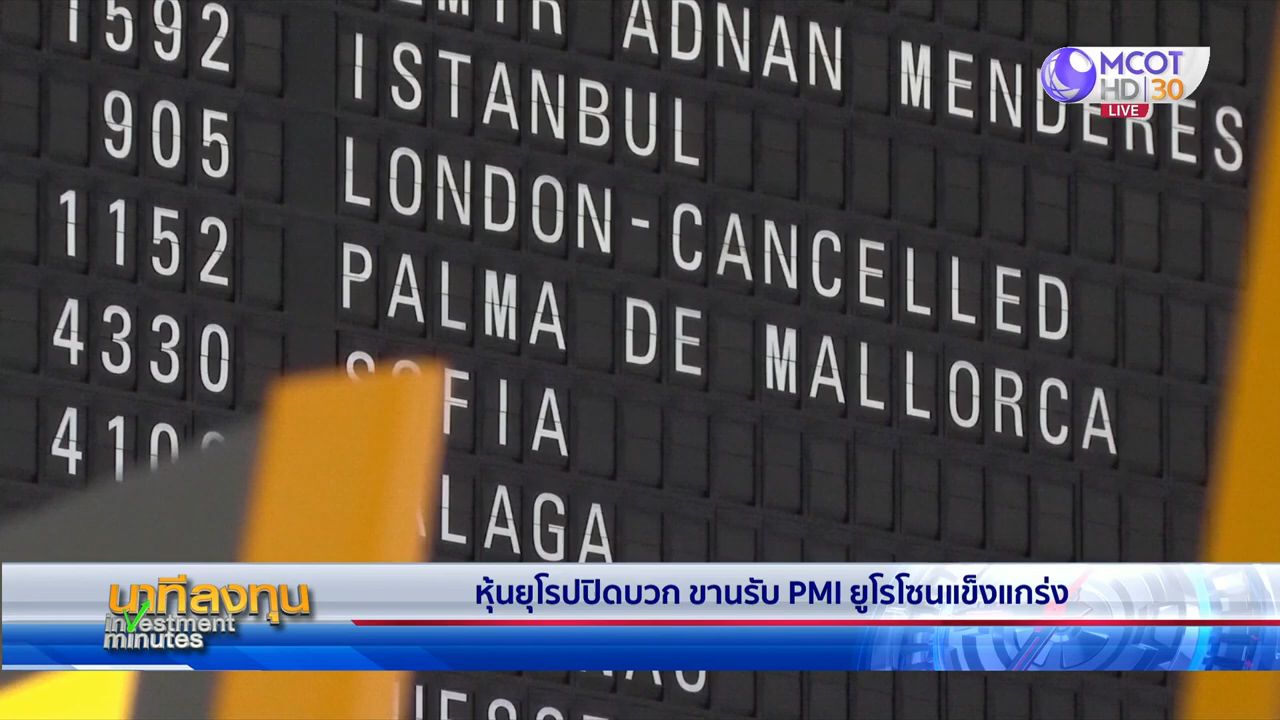 1592
ADNAN MENDERES
905
ISTANBUL
1152
LONDON-CANCELLED
4330
PALMA DE MALLORCA
SOFIA
MCOT
HD 30
LIVE
นาทีลงทุน
investment
minutes
หุ้นยุโรปปิดบวก ขานรับ PMI ยูโรโซนแข็งแกร่ง